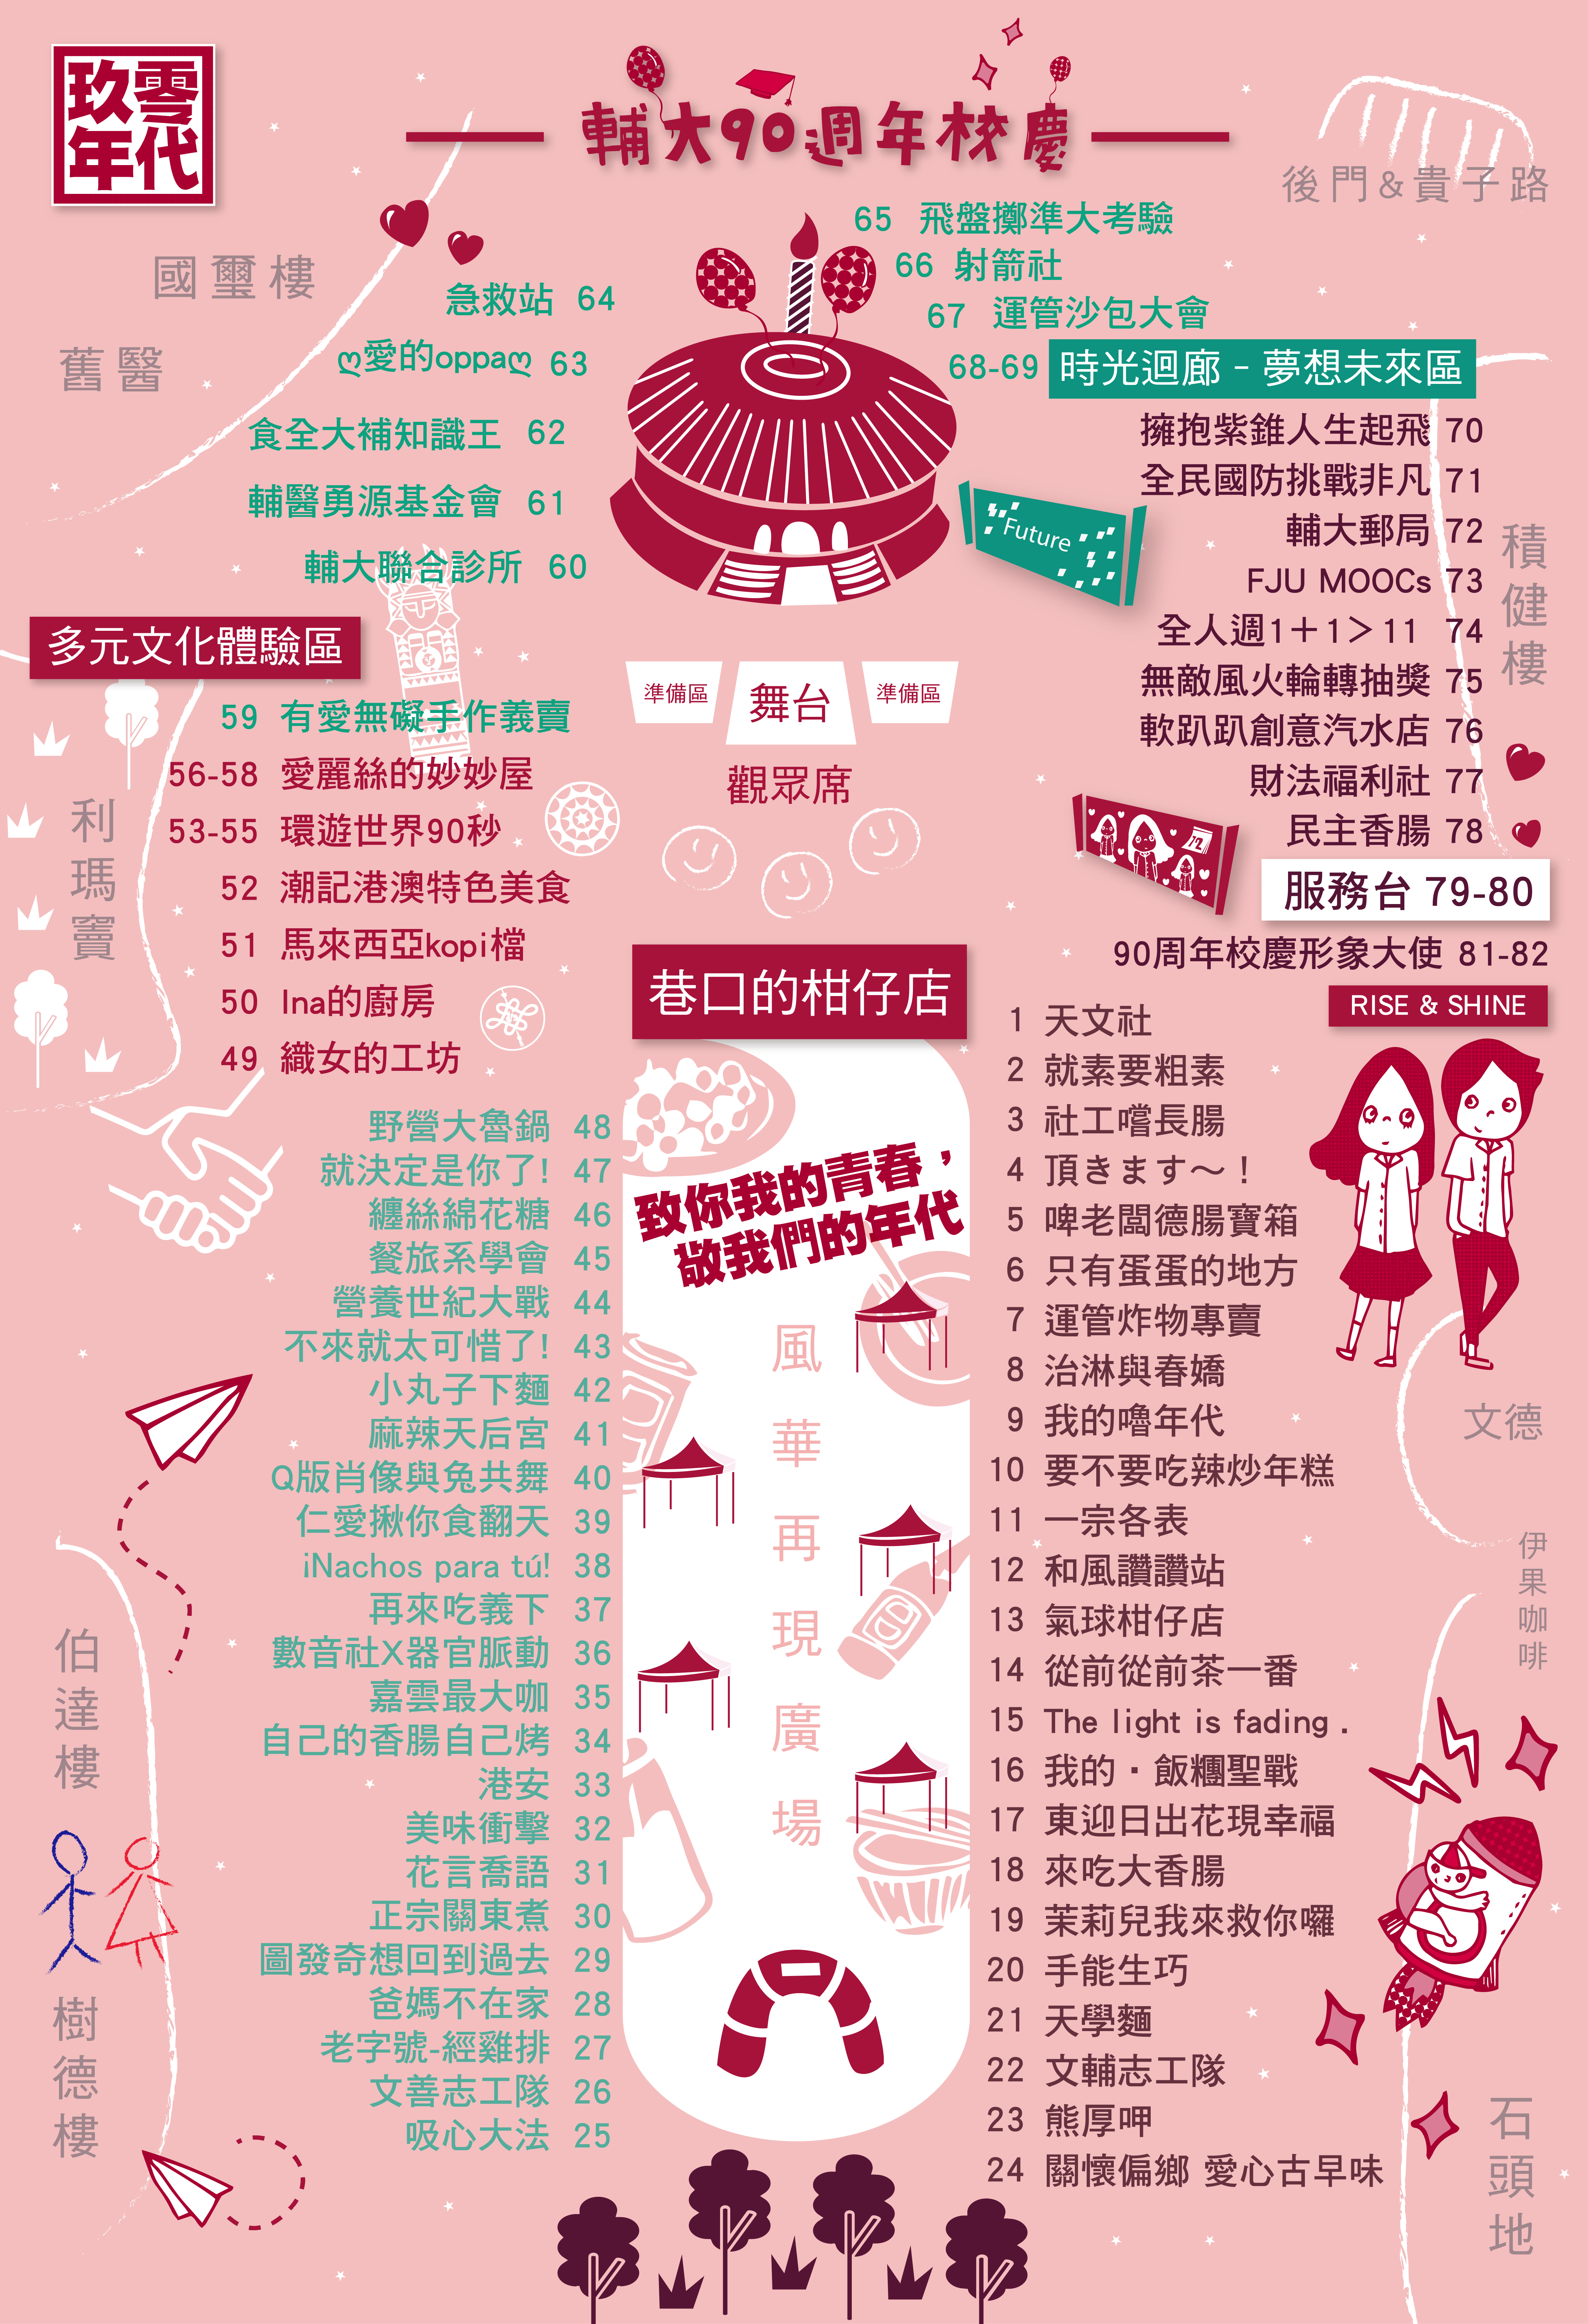 玖零
年代
輔大90週年校慶
後門&貴子路
國璽樓
舊醫
65 飛盤擲準大考驗
66 射箭社
67 運管沙包大會
68-69 時光迴廊–夢想未來區
急救站 64
ღ愛的oppaღ 63
食全大補知識王 62
輔醫勇源基金會 61
輔大聯合診所 60
Future
擁抱紫錐人生起飛 70
全民國防挑戰非凡 71
輔大郵局 72
FJU MOOCs 73
全人週1＋1＞11 74
無敵風火輪轉抽獎 75
軟趴趴創意汽水店 76
財法福利社 77
民主香腸 78
服務台 79-80
90周年校慶形象大使 81-82
RISE & SHINE
積健樓
多元文化體驗區
59 有愛無礙手作義賣
56-58 愛麗絲的妙妙屋
53-55 環遊世界90秒
52 潮記港澳特色美食
51 馬來西亞kopi檔
50 Ina的廚房
49 織女的工坊
利瑪竇
準備區
舞台
準備區
觀眾席
巷口的柑仔店
致你我的青春，
敬我們的年代
風華再現廣場
野營大魯鍋 48
就決定是你了! 47
纏絲綿花糖 46
餐旅系學會 45
營養世紀大戰 44
不來就太可惜了! 43
小丸子下麵 42
麻辣天后宮 41
Q版肖像與兔共舞 40
仁愛揪你食翻天 39
¡Nachos para tú! 38
再來吃義下 37
數音社X器官脈動 36
嘉雲最大咖 35
自己的香腸自己烤 34
港安 33
美味衝擊 32
花言喬語 31
正宗關東煮 30
圖發奇想回到過去 29
爸媽不在家 28
老字號-經雞排 27
文善志工隊 26
吸心大法 25
1 天文社
2 就素要粗素
3 社工嚐長腸
4 頂きます～！
5 啤老闆德腸寶箱
6 只有蛋蛋的地方
7 運管炸物專賣
8 治淋與春嬌
9 我的嚕年代
10 要不要吃辣炒年糕
11 一宗各表
12 和風讚讚站
13 氣球柑仔店
14 從前從前茶一番
15 The light is fading .
16 我的·飯糰聖戰
17 東迎日出花現幸福
18 來吃大香腸
19 茉莉兒我來救你囉
20 手能生巧
21 天學麵
22 文輔志工隊
23 熊厚呷
24 關懷偏鄉 愛心古早味
文德
伊果咖啡
石頭地
伯達樓
樹德樓